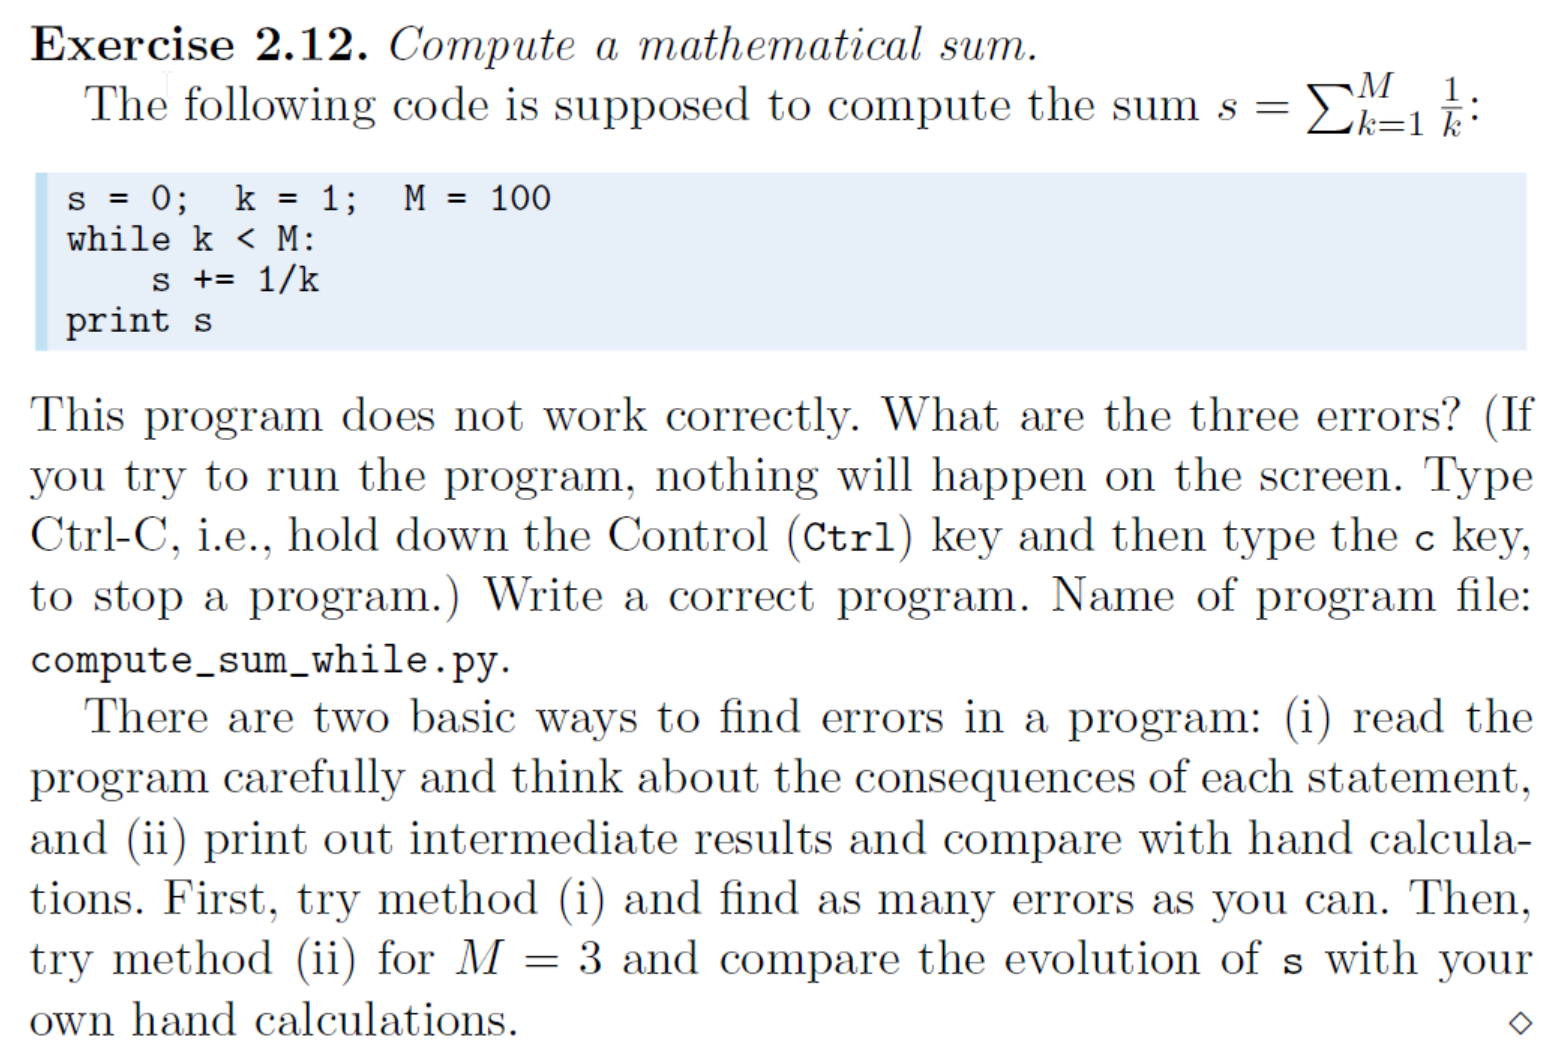 Exercise 2.12. Compute a mathematical sum.
The following code is supposed to compute the sum s = ∑_{k=1}^{M} 1/k:
s = 0;  k = 1;  M = 100
while k < M:
    s += 1/k
print s
This program does not work correctly. What are the three errors? (If
you try to run the program, nothing will happen on the screen. Type
Ctrl-C, i.e., hold down the Control (Ctrl) key and then type the c key,
to stop a program.) Write a correct program. Name of program file:
compute_sum_while.py.
There are two basic ways to find errors in a program: (i) read the
program carefully and think about the consequences of each statement,
and (ii) print out intermediate results and compare with hand calcula-
tions. First, try method (i) and find as many errors as you can. Then,
try method (ii) for M = 3 and compare the evolution of s with your
own hand calculations. ◇